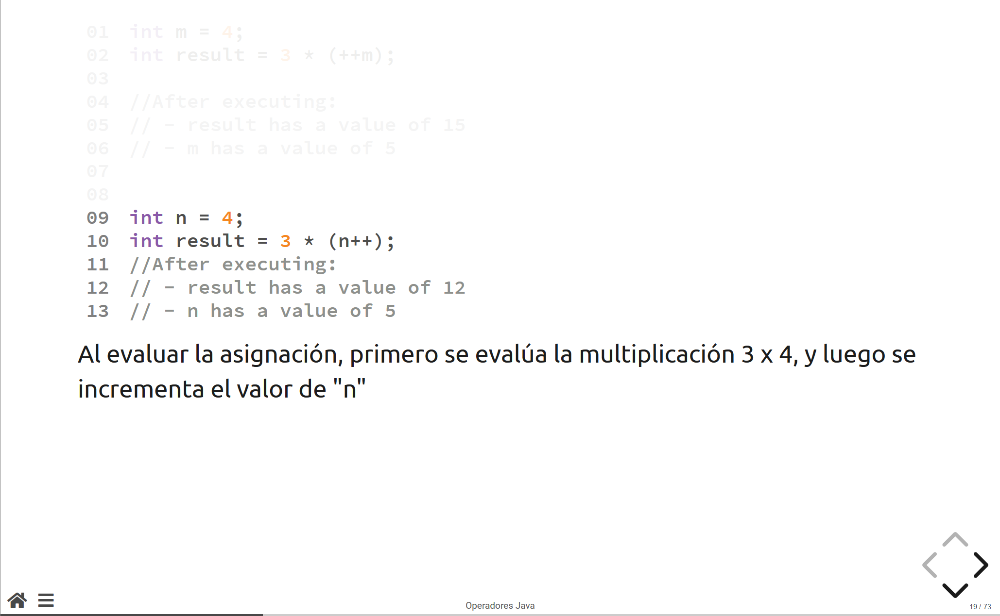 01 int m = 4;
02 int result = 3 * (++m);
03
04 //After executing:
05 // - result has a value of 15
06 // - m has a value of 5
07
08
09 int n = 4;
10 int result = 3 * (n++);
11 //After executing:
12 // - result has a value of 12
13 // - n has a value of 5
Al evaluar la asignación, primero se evalúa la multiplicación 3 x 4, y luego se
incrementa el valor de "n"
Operadores Java
19 / 73